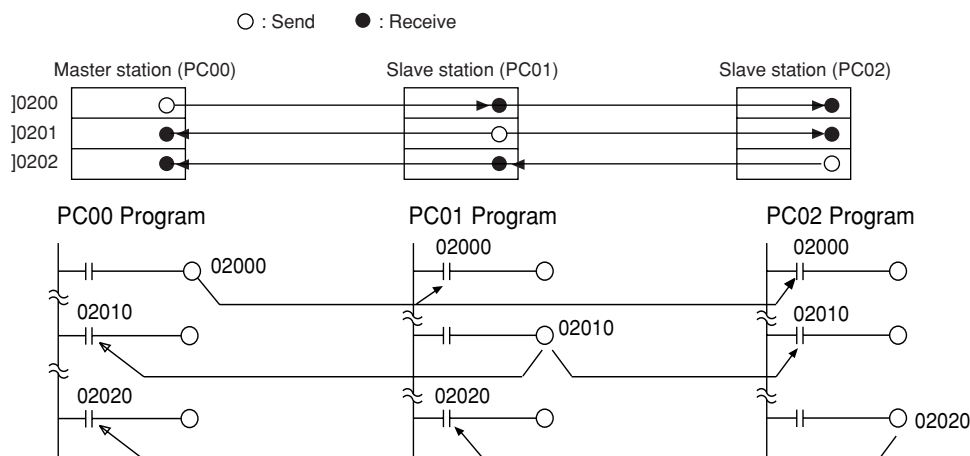 : Send : Receive
Master station (PC00) Slave station (PC01) Slave station (PC02)
]0200
]0201
]0202
PC00 Program PC01 Program PC02 Program
02000 02000 02000
02010 02010 02010
02020 02020 02020